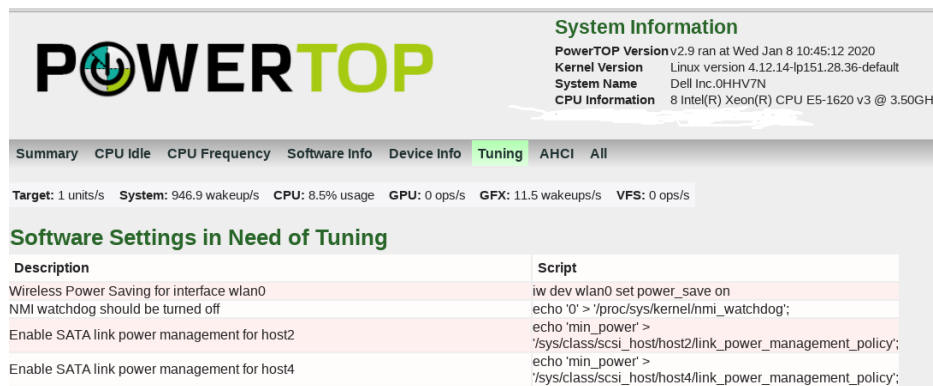 POWERTOP
System Information
PowerTOP Version v2.9 ran at Wed Jan 8 10:45:12 2020
Kernel Version Linux version 4.12.14-lp151.28.36-default
System Name Dell Inc.0HHV7N
CPU Information 8 Intel(R) Xeon(R) CPU E5-1620 v3 @ 3.50GH
Summary CPU Idle CPU Frequency Software Info Device Info Tuning AHCI All
Target: 1 units/s System: 946.9 wakeup/s CPU: 8.5% usage GPU: 0 ops/s GFX: 11.5 wakeups/s VFS: 0 ops/s
Software Settings in Need of Tuning
Description Script
Wireless Power Saving for interface wlan0 iw dev wlan0 set power_save on
NMI watchdog should be turned off echo '0' > '/proc/sys/kernel/nmi_watchdog';
Enable SATA link power management for host2 echo 'min_power' >
'/sys/class/scsi_host/host2/link_power_management_policy';
Enable SATA link power management for host4 echo 'min_power' >
'/sys/class/scsi_host/host4/link_power_management_policy';